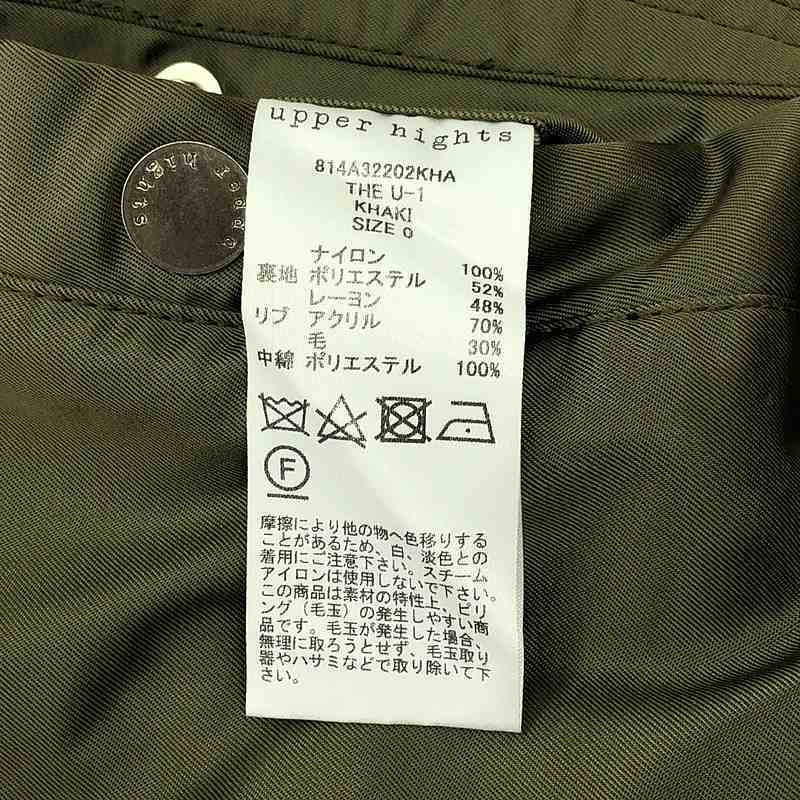 upper hights
814A32202KHA
THE U-1
KHAKI
SIZE 0
ナイロン 100%
裏地 ポリエステル 52%
レーヨン 48%
リブ アクリル 70%
毛 30%
中綿 ポリエステル 100%
F
摩擦により他の物へ色移りする
ことがあるため、白、淡色との
着用にご注意下さい。スチーム
アイロンは使用しないで下さい。
この商品は素材の特性上、ピリ
ング(毛玉)の発生しやすい商
品です。毛玉が発生した場合、
無理に取ろうとせず、毛玉取り
器やハサミなどで取り除いて下
さい。
upper hights